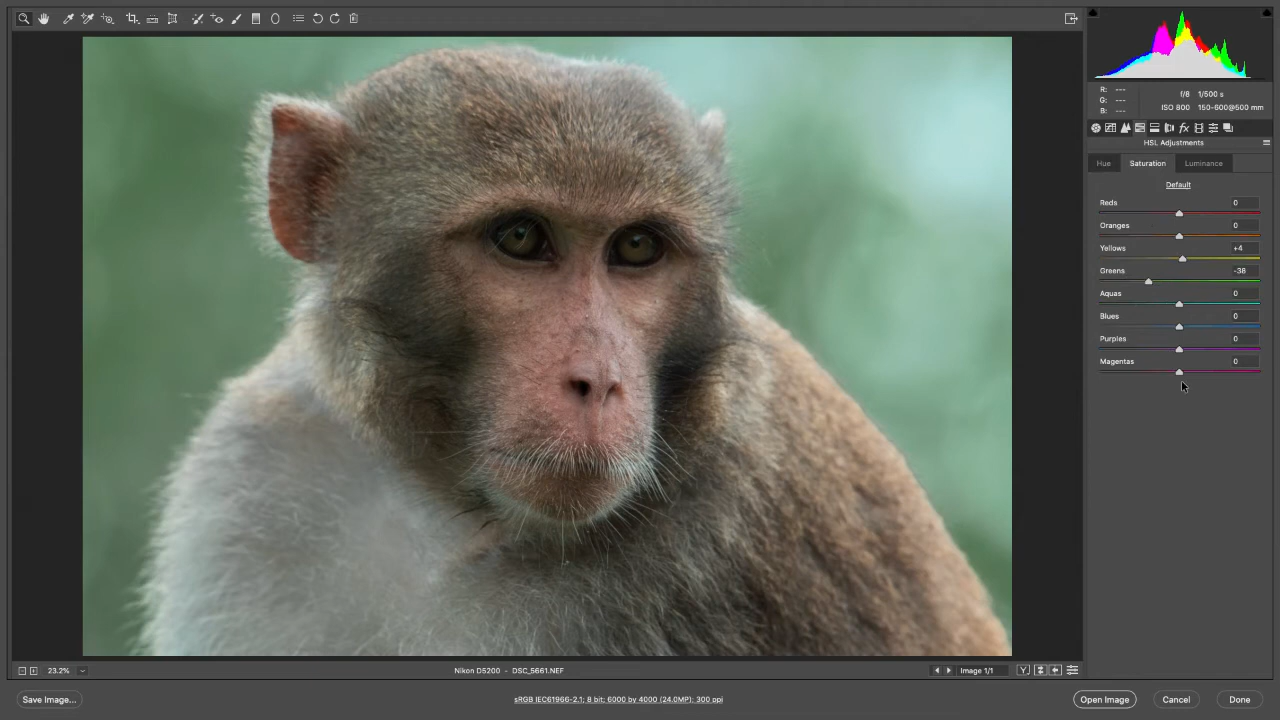 R: ---
G: ---
B: ---
f/8 1/500 s
ISO 800 150-600@500 mm
fx
HSL Adjustments
Hue Saturation Luminance
Default
Reds 0
Oranges 0
Yellows +4
Greens -38
Aquas 0
Blues 0
Purples 0
Magentas 0
23.2% Nikon D5200 - DSC_5661.NEF Image 1/1 Y
Save Image... sRGB IEC61966-2.1; 8 bit; 6000 by 4000 (24.0MP); 300 ppi Open Image Cancel Done